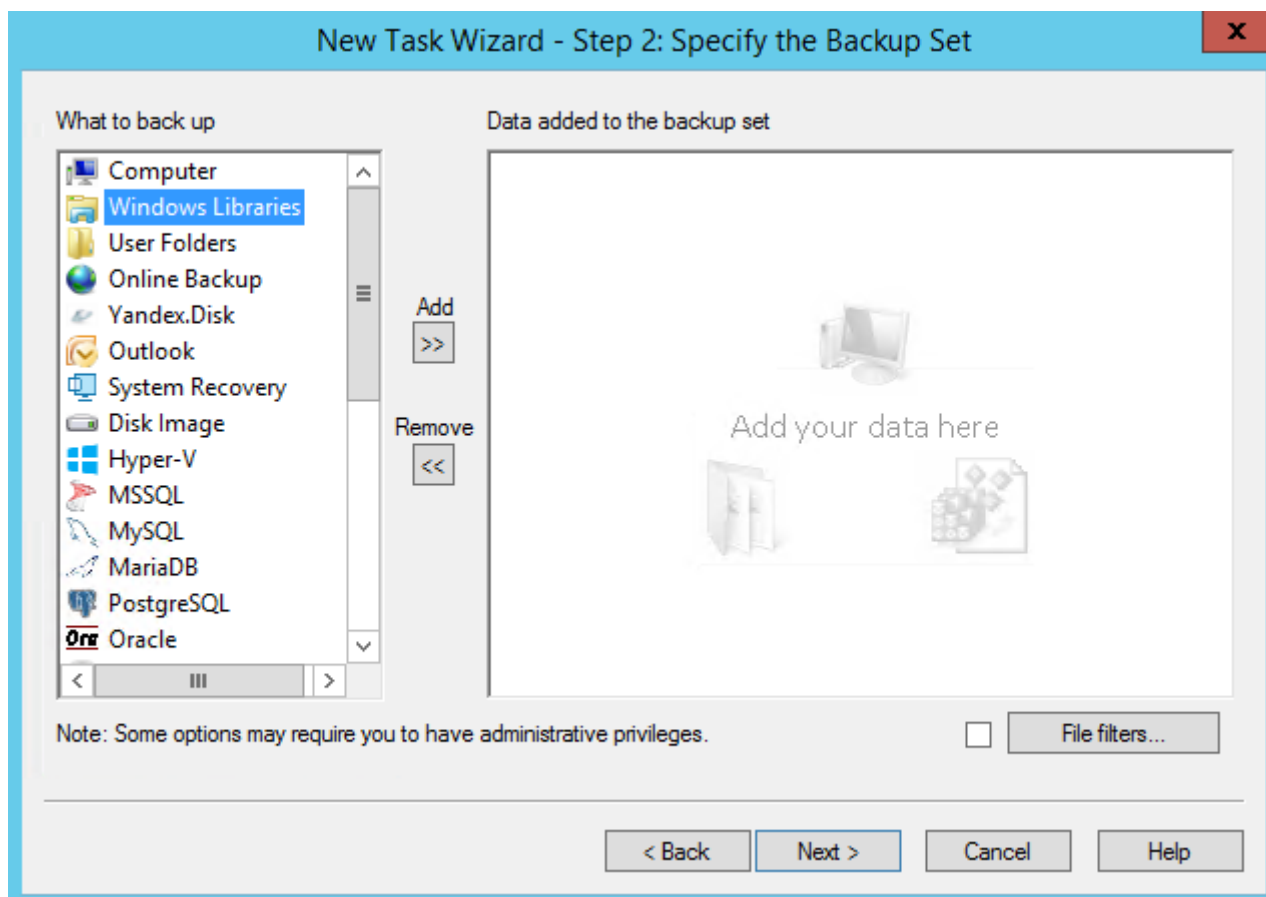 New Task Wizard - Step 2: Specify the Backup Set
x
What to back up
Data added to the backup set
Computer
Windows Libraries
User Folders
Online Backup
Yandex.Disk
Outlook
System Recovery
Disk Image
Hyper-V
MSSQL
MySQL
MariaDB
PostgreSQL
Ora Oracle
Add
>>
Remove
<<
Add your data here
Note: Some options may require you to have administrative privileges.
File filters...
< Back
Next >
Cancel
Help